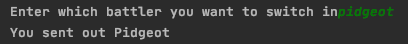 Enter which battler you want to switch inpidgeot
You sent out Pidgeot